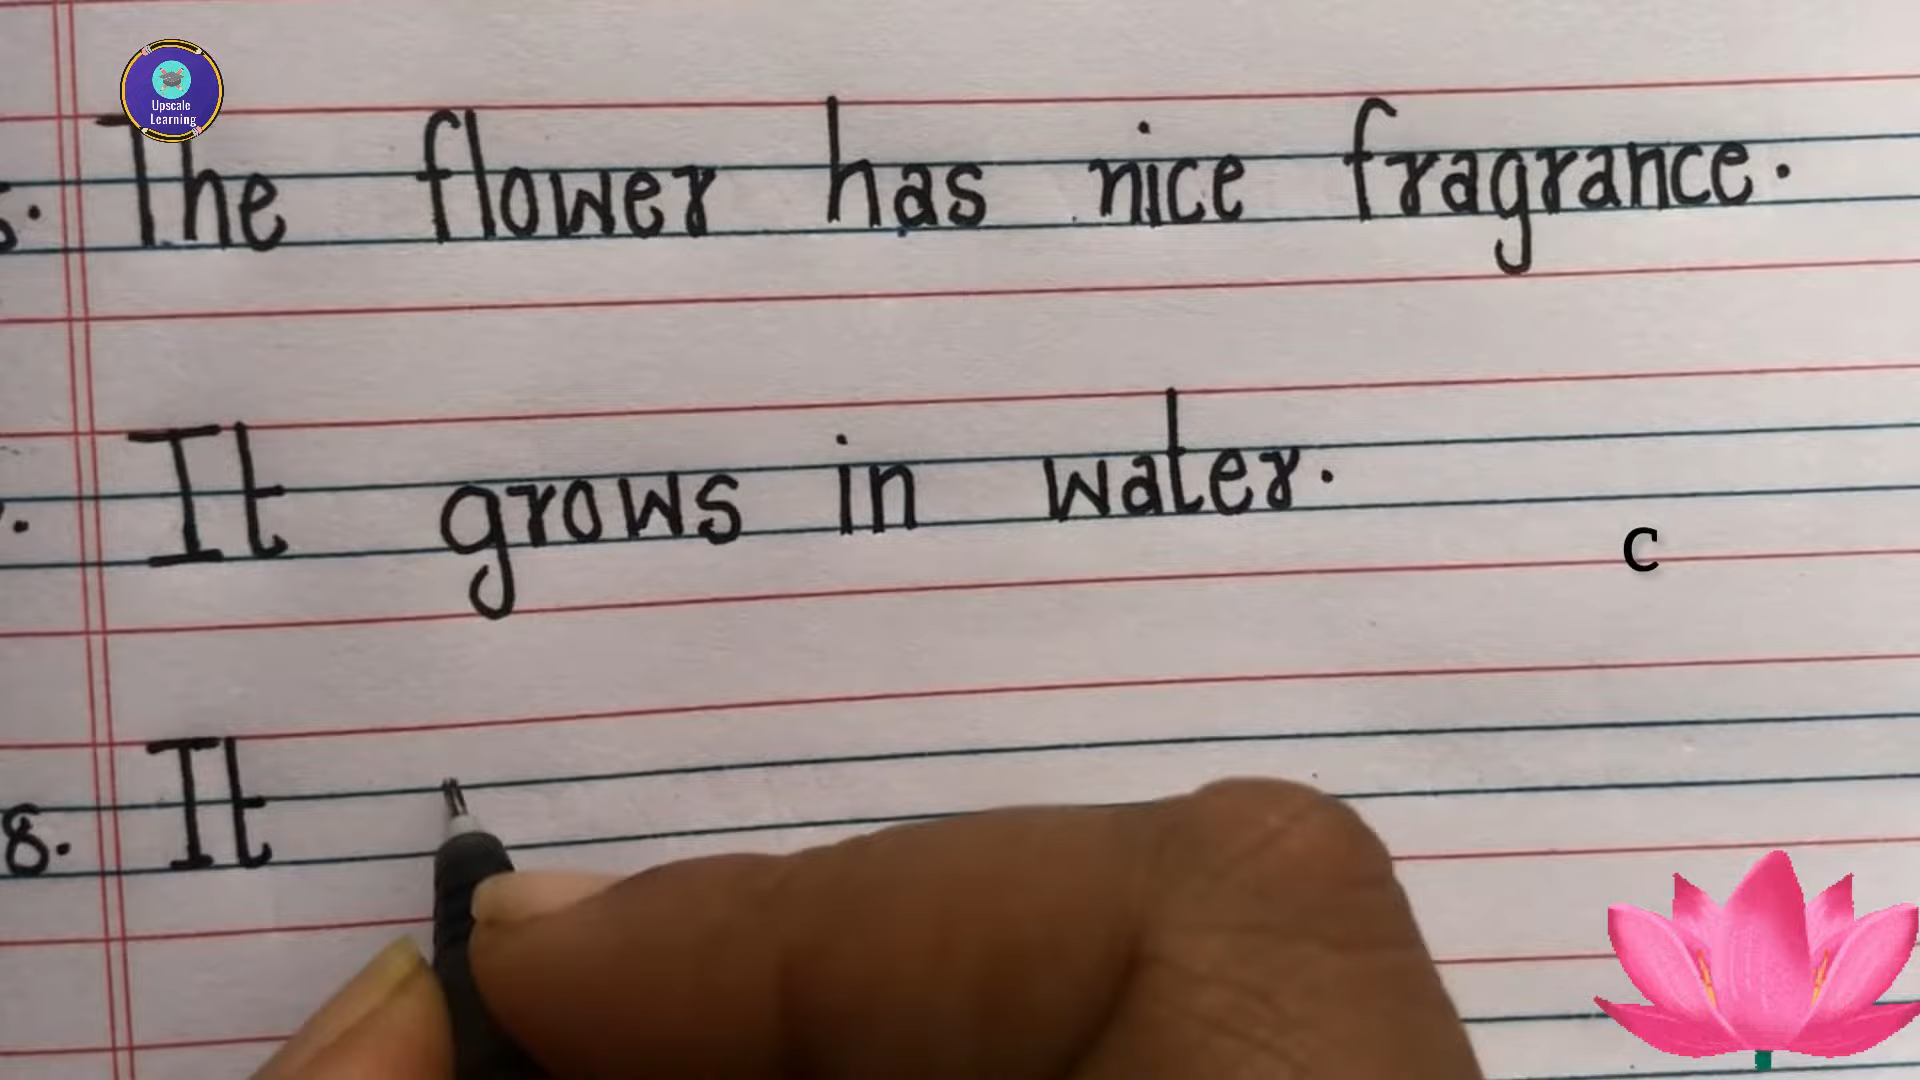 Upscale
Learning
The flower has nice fragrance.
It grows in water.
c
8. It